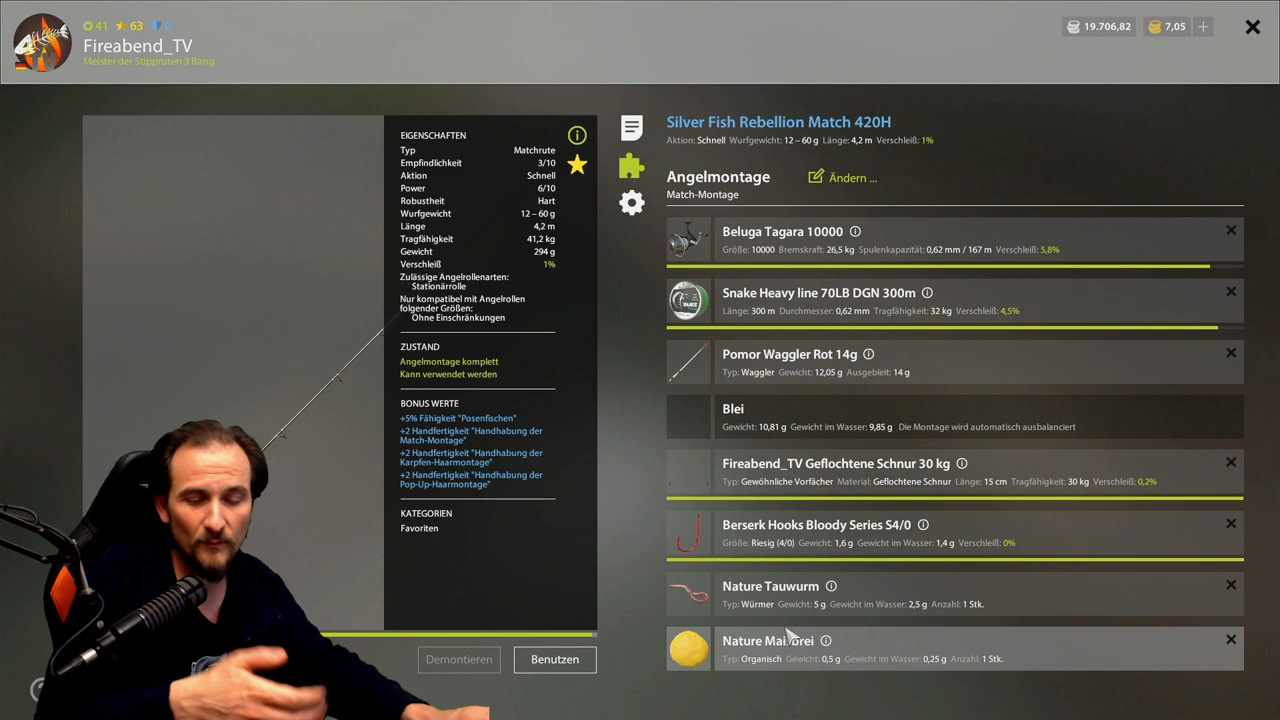 41 63 0
Fireabend_TV
Meister der Stippruten 3 Rang
19.706,82
7,05
EIGENSCHAFTEN
Typ Matchrute
Empfindlichkeit 3/10
Aktion Schnell
Power 6/10
Robustheit Hart
Wurfgewicht 12 – 60 g
Länge 4,2 m
Tragfähigkeit 41,2 kg
Gewicht 294 g
Verschleiß 1%
Zulässige Angelrollenarten:
Stationärrolle
Nur kompatibel mit Angelrollen
folgender Größen:
Ohne Einschränkungen
ZUSTAND
Angelmontage komplett
Kann verwendet werden
BONUS WERTE
+5% Fähigkeit "Posenfischen"
+2 Handfertigkeit "Handhabung der
Match-Montage"
+2 Handfertigkeit "Handhabung der
Karpfen-Haarmontage"
+2 Handfertigkeit "Handhabung der
Pop-Up-Haarmontage"
KATEGORIEN
Favoriten
Demontieren
Benutzen
Silver Fish Rebellion Match 420H
Aktion: Schnell Wurfgewicht: 12 – 60 g Länge: 4,2 m Verschleiß: 1%
Angelmontage
Ändern ...
Match-Montage
Beluga Tagara 10000
Größe: 10000 Bremskraft: 26,5 kg Spulenkapazität: 0,62 mm / 167 m Verschleiß: 5,8%
Snake Heavy line 70LB DGN 300m
Länge: 300 m Durchmesser: 0,62 mm Tragfähigkeit: 32 kg Verschleiß: 4,5%
Pomor Waggler Rot 14g
Typ: Waggler Gewicht: 12,05 g Ausgebleit: 14 g
Blei
Gewicht: 10,81 g Gewicht im Wasser: 9,85 g Die Montage wird automatisch ausbalanciert
Fireabend_TV Geflochtene Schnur 30 kg
Typ: Gewöhnliche Vorfächer Material: Geflochtene Schnur Länge: 15 cm Tragfähigkeit: 30 kg Verschleiß: 0,2%
Berserk Hooks Bloody Series S4/0
Größe: Riesig (4/0) Gewicht: 1,6 g Gewicht im Wasser: 1,4 g Verschleiß: 0%
Nature Tauwurm
Typ: Würmer Gewicht: 5 g Gewicht im Wasser: 2,5 g Anzahl: 1 Stk.
Nature Maisbrei
Typ: Organisch Gewicht: 0,5 g Gewicht im Wasser: 0,25 g Anzahl: 1 Stk.